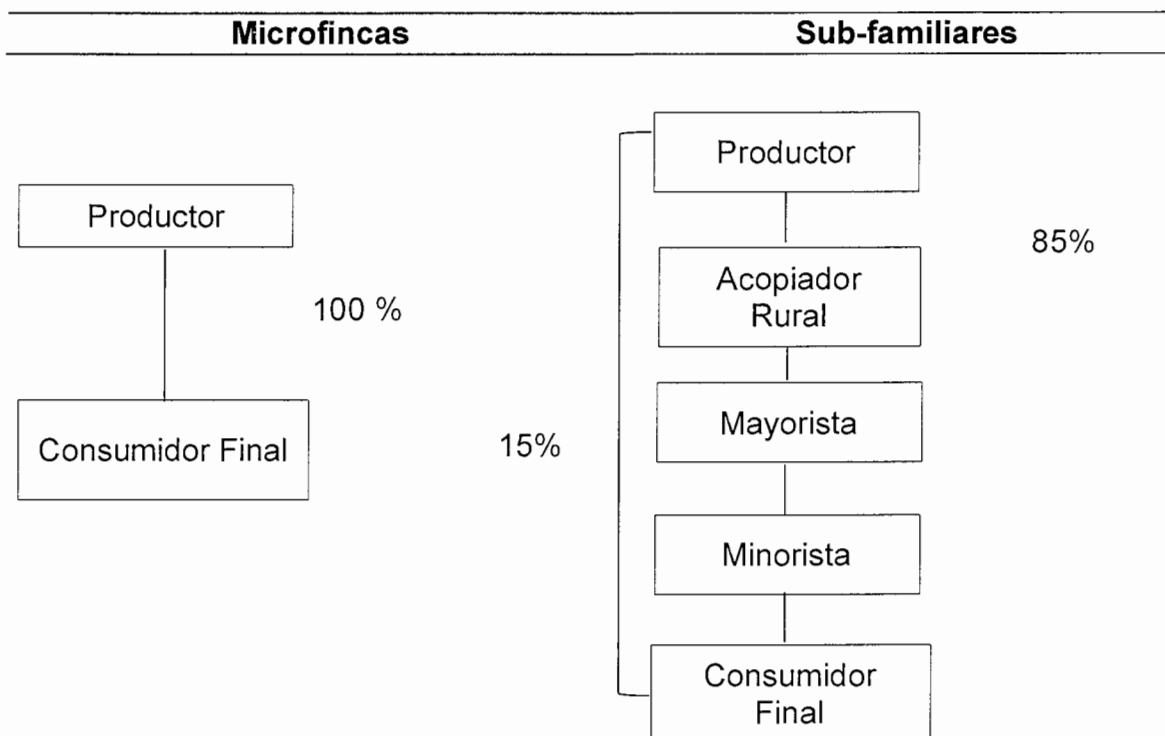 Microfincas
Sub-familiares
Productor
100 %
Consumidor Final
Productor
85%
Acopiador
Rural
Mayorista
15%
Minorista
Consumidor
Final